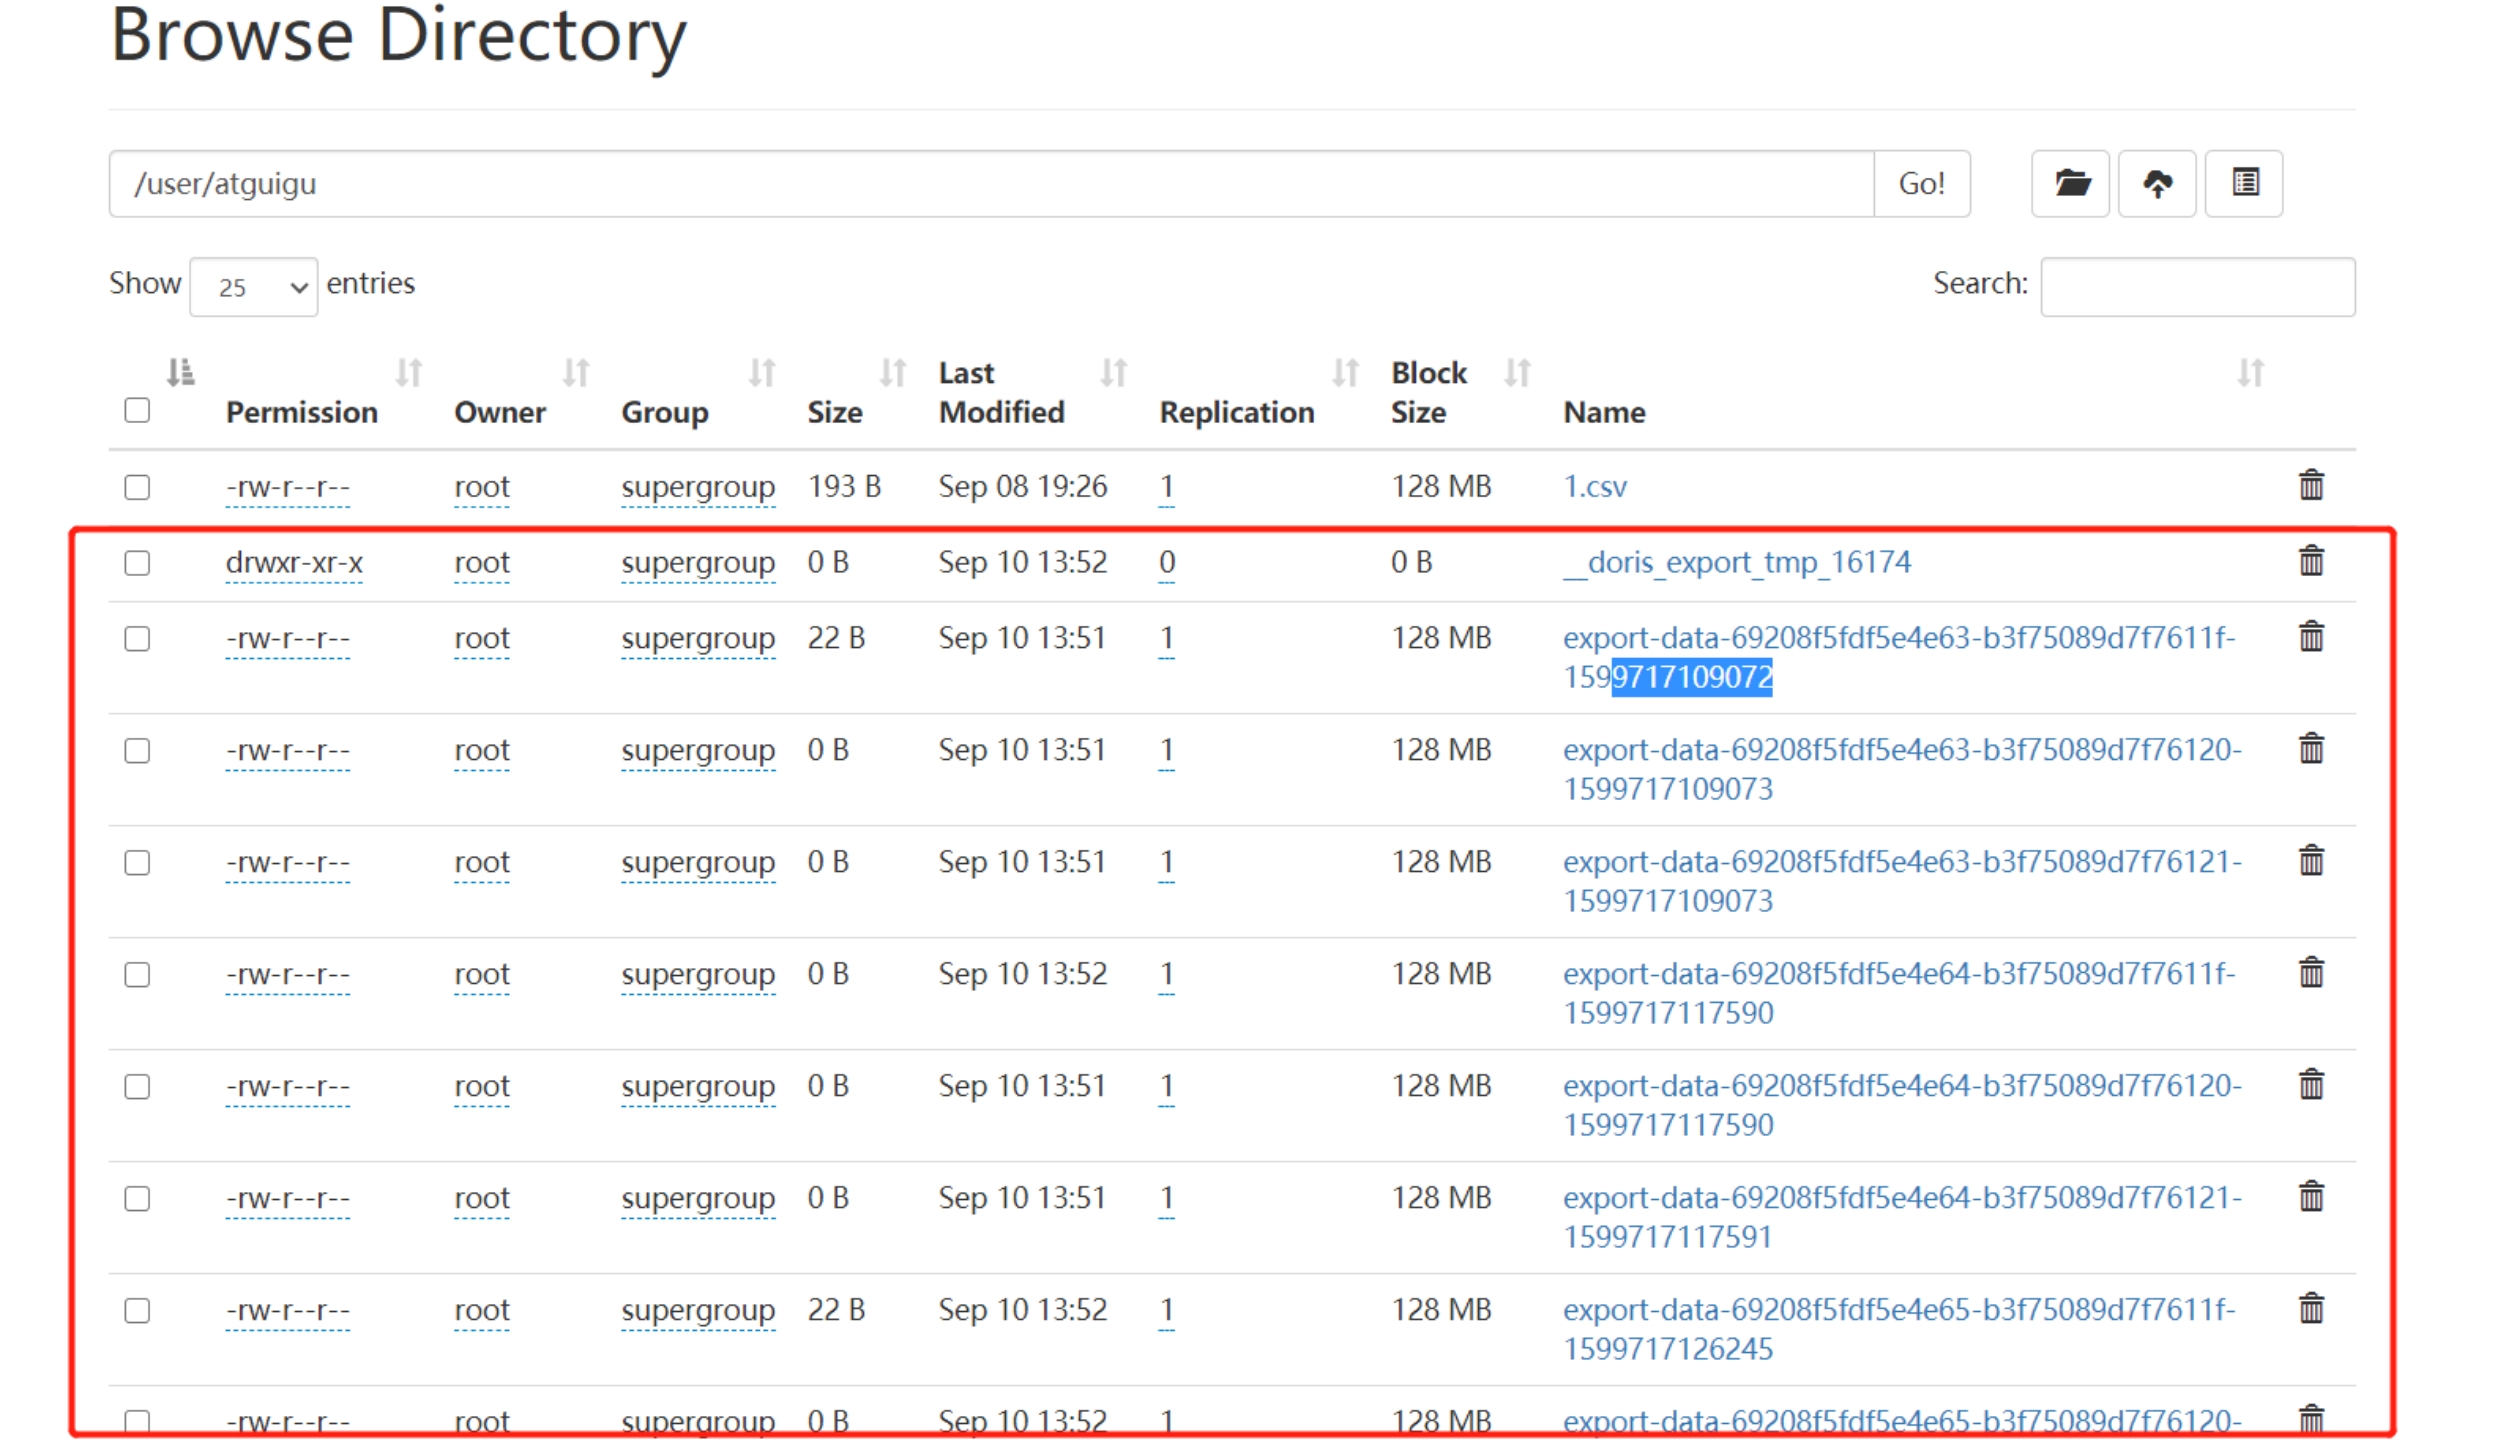 Browse Directory
/user/atguigu Go!
Show 25 entries Search:
Permission Owner Group Size Last Modified Replication Block Size Name
-rw-r--r-- root supergroup 193 B Sep 08 19:26 1 128 MB 1.csv
drwxr-xr-x root supergroup 0 B Sep 10 13:52 0 0 B __doris_export_tmp_16174
-rw-r--r-- root supergroup 22 B Sep 10 13:51 1 128 MB export-data-69208f5fdf5e4e63-b3f75089d7f7611f-
1599717109072
-rw-r--r-- root supergroup 0 B Sep 10 13:51 1 128 MB export-data-69208f5fdf5e4e63-b3f75089d7f76120-
1599717109073
-rw-r--r-- root supergroup 0 B Sep 10 13:51 1 128 MB export-data-69208f5fdf5e4e63-b3f75089d7f76121-
1599717109073
-rw-r--r-- root supergroup 0 B Sep 10 13:52 1 128 MB export-data-69208f5fdf5e4e64-b3f75089d7f7611f-
1599717117590
-rw-r--r-- root supergroup 0 B Sep 10 13:51 1 128 MB export-data-69208f5fdf5e4e64-b3f75089d7f76120-
1599717117590
-rw-r--r-- root supergroup 0 B Sep 10 13:51 1 128 MB export-data-69208f5fdf5e4e64-b3f75089d7f76121-
1599717117591
-rw-r--r-- root supergroup 22 B Sep 10 13:52 1 128 MB export-data-69208f5fdf5e4e65-b3f75089d7f7611f-
1599717126245
-rw-r--r-- root supergroup 0 B Sep 10 13:52 1 128 MB export-data-69208f5fdf5e4e65-b3f75089d7f76120-